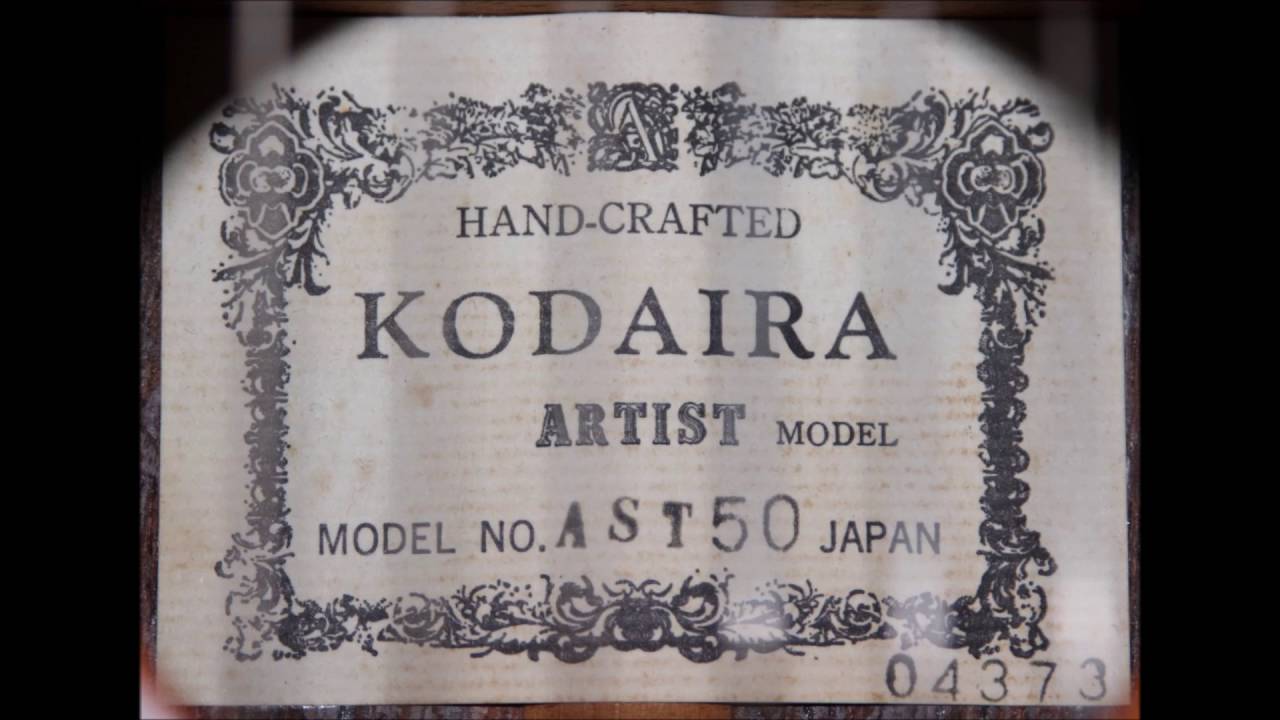 A
HAND-CRAFTED
KODAIRA
ARTIST MODEL
MODEL NO. AST50 JAPAN
04373